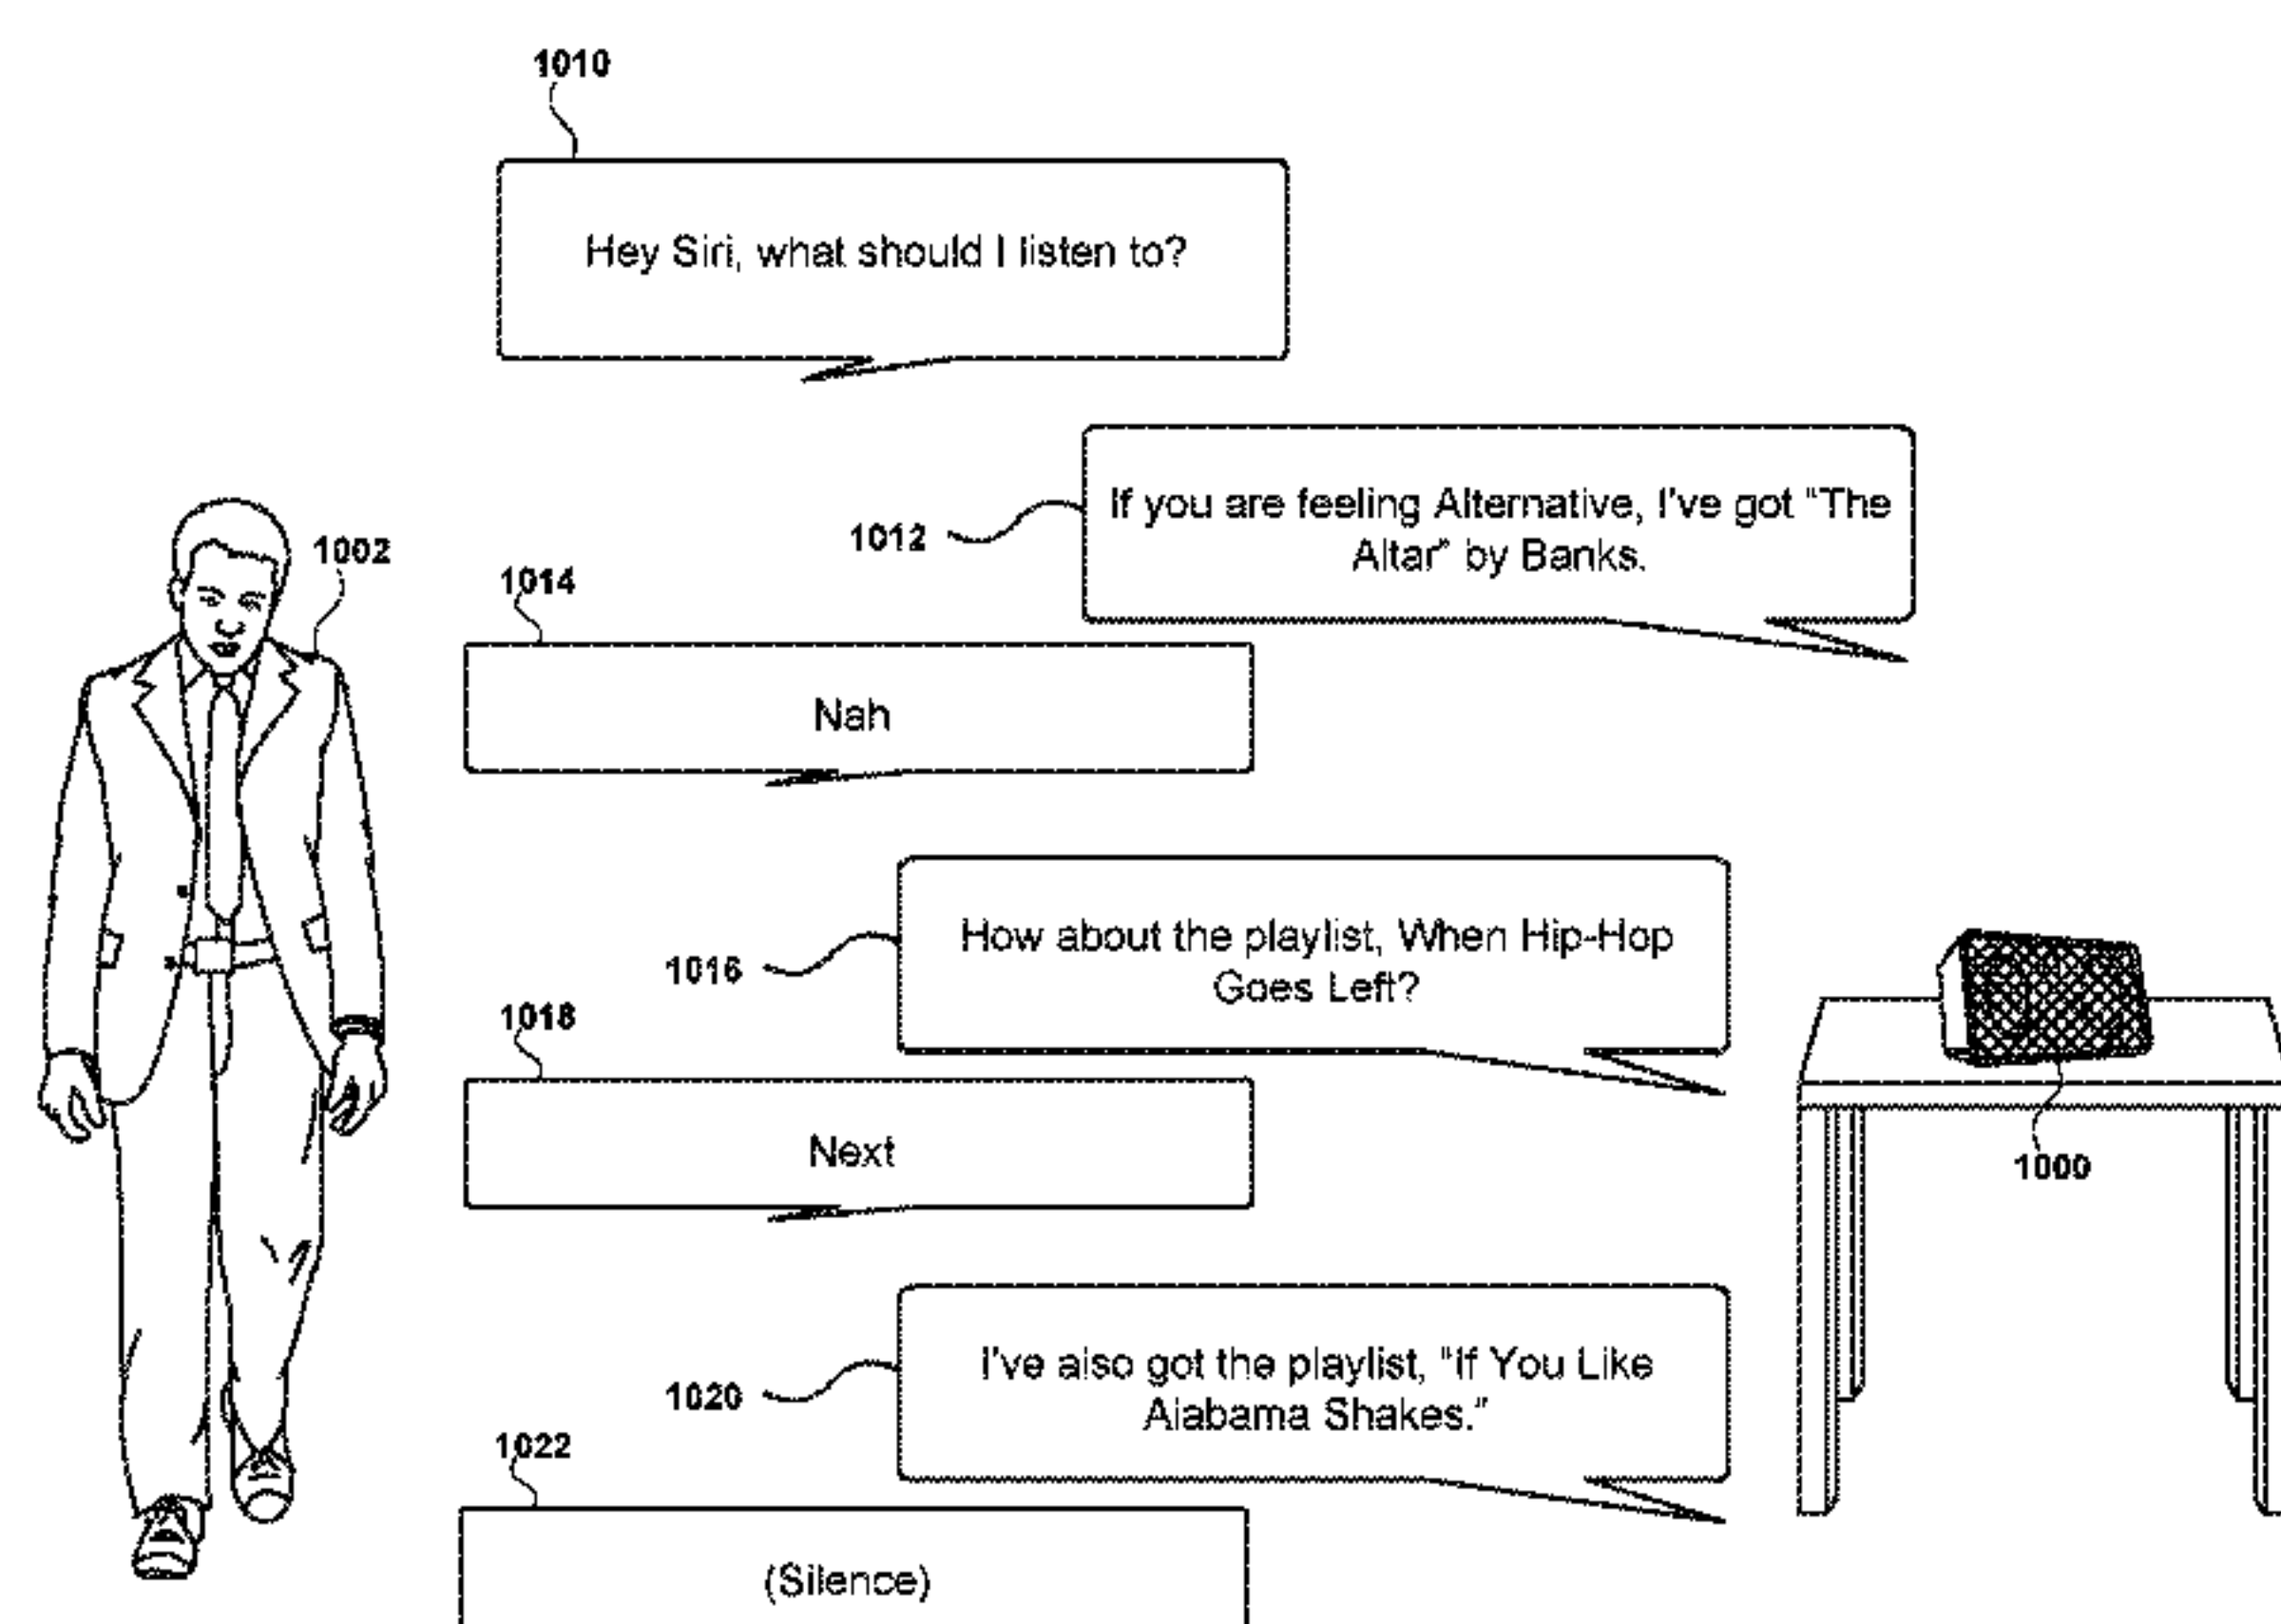 1010
Hey Siri, what should I listen to?
If you are feeling Alternative, I've got "The
Altar" by Banks.
1012
1002
1014
Nah
How about the playlist, When Hip-Hop
Goes Left?
1016
1018
Next
1000
I've also got the playlist, "If You Like
Alabama Shakes."
1020
1022
(Silence)